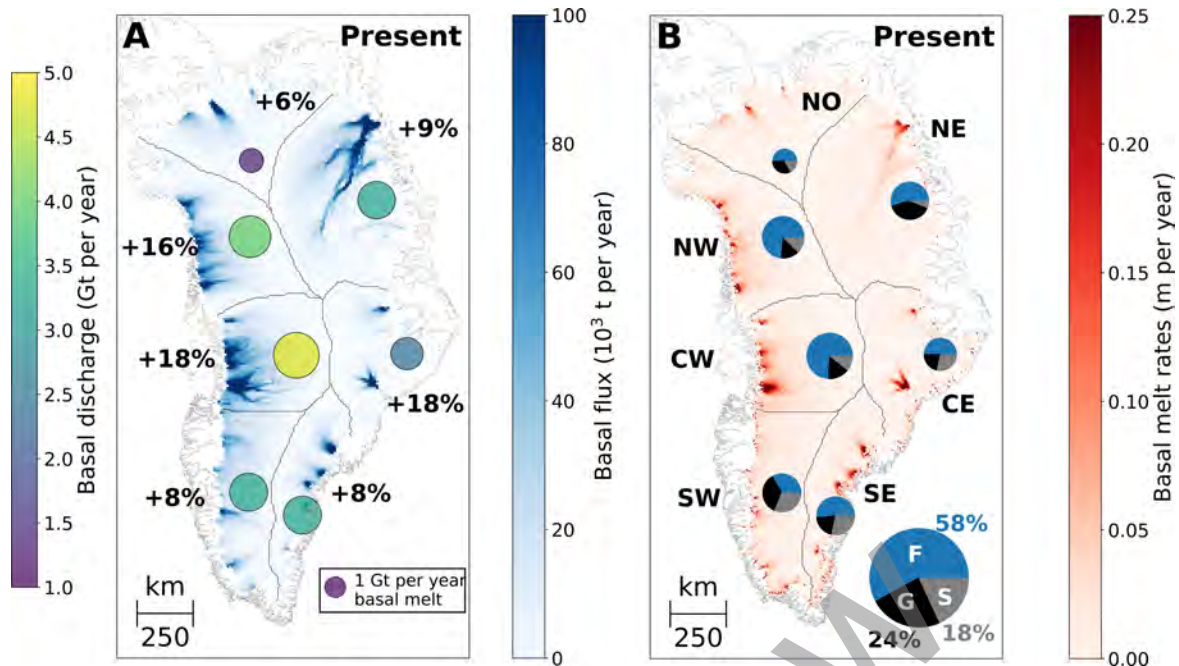 A
Present
+6%
+9%
+16%
+18%
+18%
+8%
+8%
km
250
1 Gt per year
basal melt
5.0
4.5
4.0
3.5
3.0
2.5
2.0
1.5
1.0
Basal discharge (Gt per year)
100
80
60
40
20
0
Basal flux (10³ t per year)
B
Present
NO
NE
NW
CW
CE
SW
SE
58%
F
G
S
24%
18%
km
250
0.25
0.20
0.15
0.10
0.05
0.00
Basal melt rates (m per year)